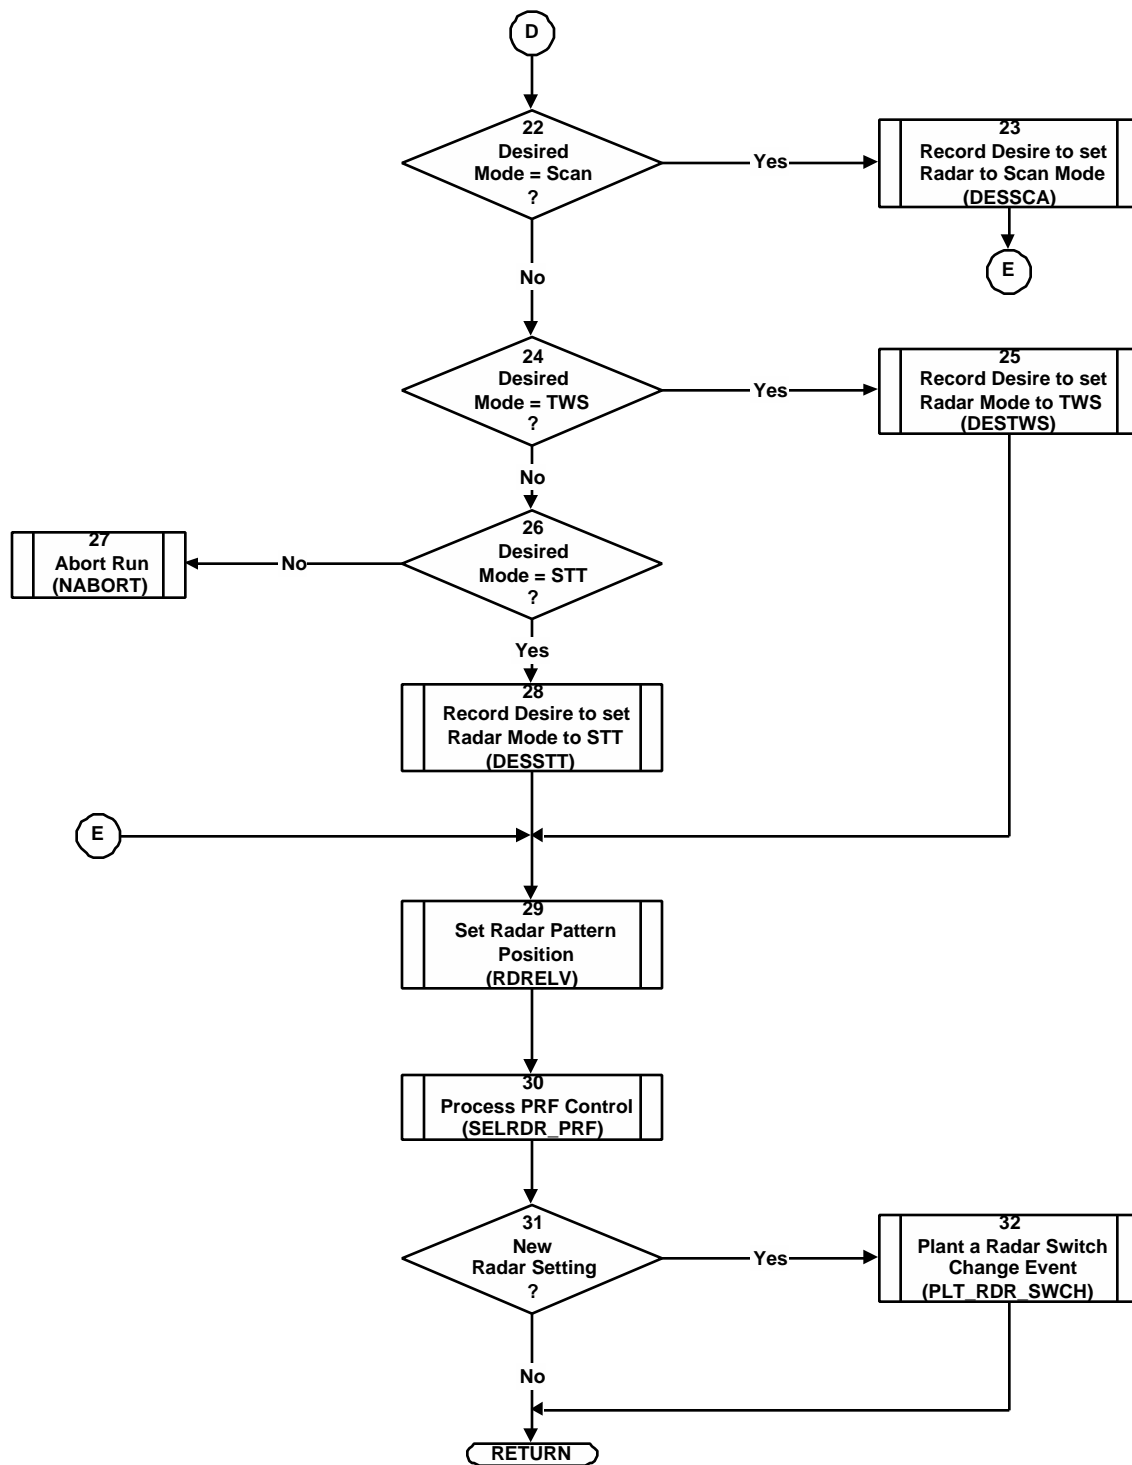 D
22
Desired
Mode = Scan
?
Yes
23
Record Desire to set
Radar to Scan Mode
(DESSCA)
E
No
24
Desired
Mode = TWS
?
Yes
25
Record Desire to set
Radar Mode to TWS
(DESTWS)
No
26
Desired
Mode = STT
?
No
27
Abort Run
(NABORT)
Yes
28
Record Desire to set
Radar Mode to STT
(DESSTT)
E
29
Set Radar Pattern
Position
(RDRELV)
30
Process PRF Control
(SELRDR_PRF)
31
New
Radar Setting
?
Yes
32
Plant a Radar Switch
Change Event
(PLT_RDR_SWCH)
No
RETURN